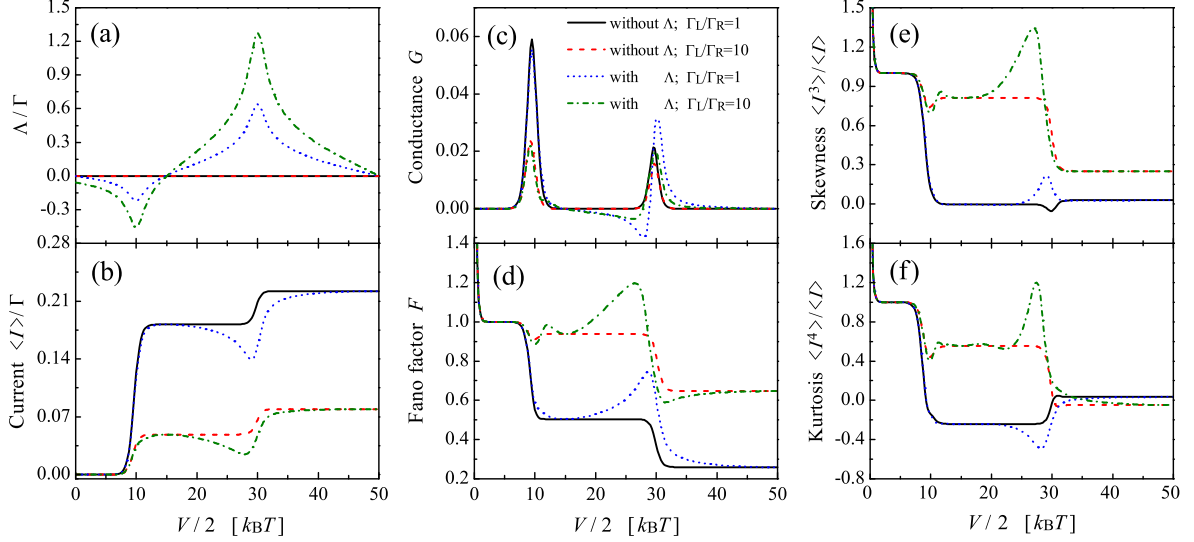 (a)
Λ / Γ
1.5
1.2
0.9
0.6
0.3
0.0
-0.3
0.28
(b)
Current <I>/ Γ
0.21
0.14
0.07
0.00
0 10 20 30 40 50
V / 2 [kBT]
(c)
Conductance G
0.06
0.04
0.02
0.00
without Λ; ΓL/ΓR=1
without Λ; ΓL/ΓR=10
with Λ; ΓL/ΓR=1
with Λ; ΓL/ΓR=10
(d)
Fano factor F
1.4
1.2
1.0
0.8
0.6
0.4
0.2
0 10 20 30 40 50
V / 2 [kBT]
(e)
Skewness <I³>/<I>
1.5
1.2
0.9
0.6
0.3
0.0
(f)
Kurtosis <I⁴>/<I>
1.6
1.2
0.8
0.4
0.0
-0.4
-0.8
0 10 20 30 40 50
V / 2 [kBT]